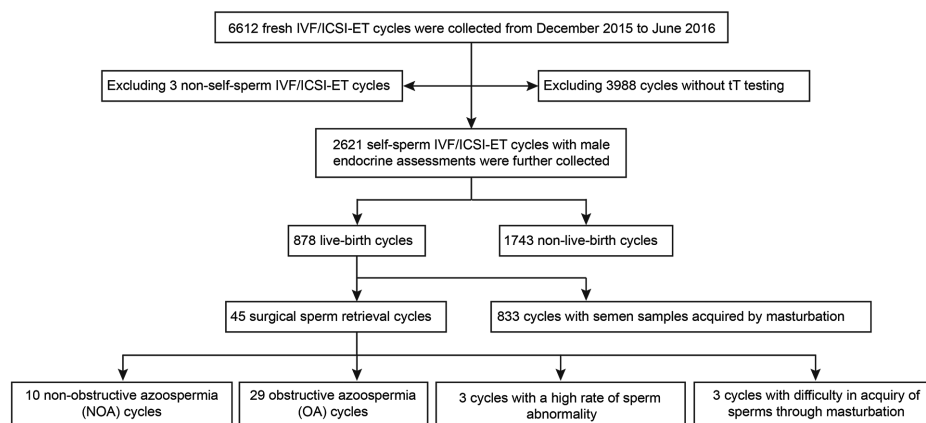 6612 fresh IVF/ICSI-ET cycles were collected from December 2015 to June 2016
Excluding 3 non-self-sperm IVF/ICSI-ET cycles
Excluding 3988 cycles without tT testing
2621 self-sperm IVF/ICSI-ET cycles with male
endocrine assessments were further collected
878 live-birth cycles
1743 non-live-birth cycles
45 surgical sperm retrieval cycles
833 cycles with semen samples acquired by masturbation
10 non-obstructive azoospermia
(NOA) cycles
29 obstructive azoospermia
(OA) cycles
3 cycles with a high rate of sperm
abnormality
3 cycles with difficulty in acquiry of
sperms through masturbation